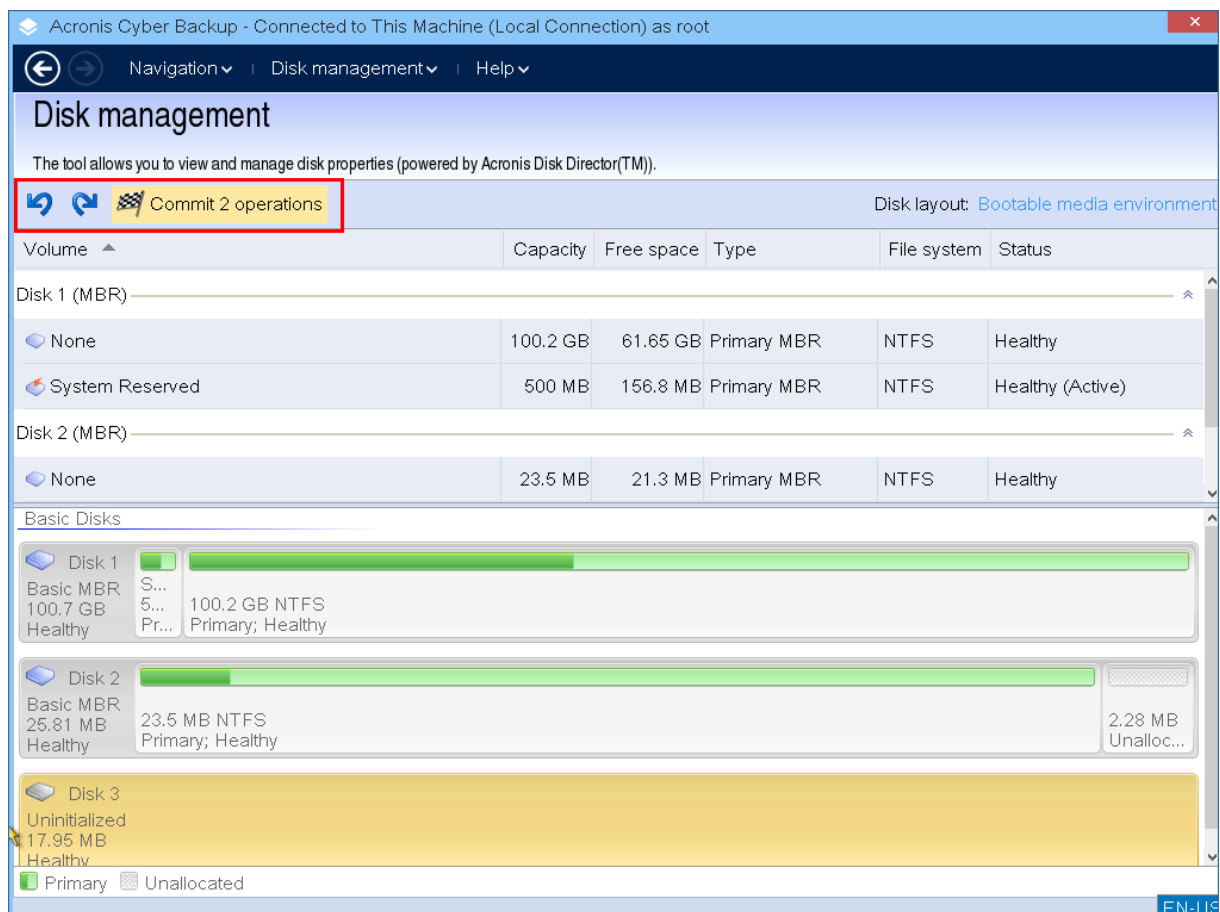 Acronis Cyber Backup - Connected to This Machine (Local Connection) as root
Navigation Disk management Help
Disk management
The tool allows you to view and manage disk properties (powered by Acronis Disk Director(TM)).
Commit 2 operations Disk layout: Bootable media environment
Volume Capacity Free space Type File system Status
Disk 1 (MBR)
None 100.2 GB 61.65 GB Primary MBR NTFS Healthy
System Reserved 500 MB 156.8 MB Primary MBR NTFS Healthy (Active)
Disk 2 (MBR)
None 23.5 MB 21.3 MB Primary MBR NTFS Healthy
Basic Disks
Disk 1
Basic MBR
100.7 GB
Healthy
S...
5...
Pr...
100.2 GB NTFS
Primary; Healthy
Disk 2
Basic MBR
25.81 MB
Healthy
23.5 MB NTFS
Primary; Healthy
2.28 MB
Unalloc...
Disk 3
Uninitialized
17.95 MB
Healthy
Primary Unallocated
EN-US